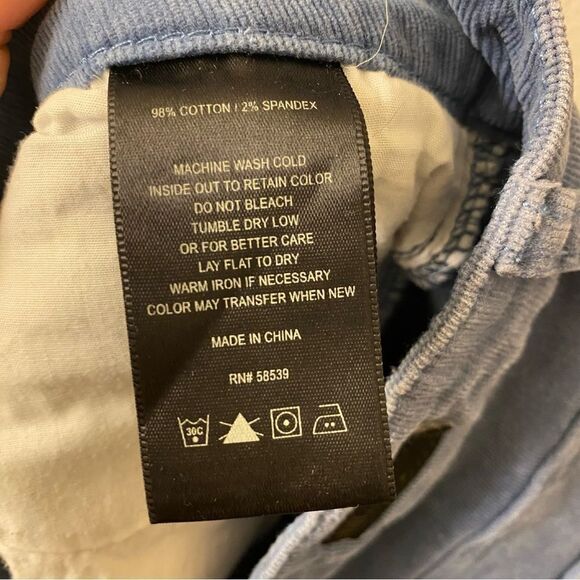 98% COTTON / 2% SPANDEX
MACHINE WASH COLD
INSIDE OUT TO RETAIN COLOR
DO NOT BLEACH
TUMBLE DRY LOW
OR FOR BETTER CARE
LAY FLAT TO DRY
WARM IRON IF NECESSARY
COLOR MAY TRANSFER WHEN NEW
MADE IN CHINA
RN# 58539
30C